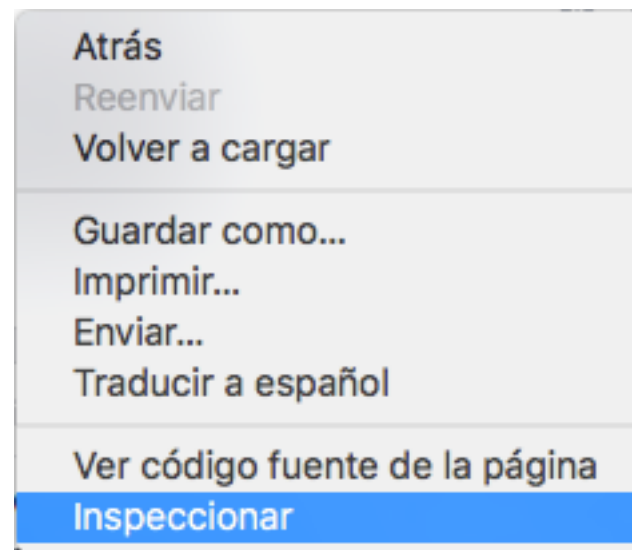 Atrás
Reenviar
Volver a cargar
Guardar como...
Imprimir...
Enviar...
Traducir a español
Ver código fuente de la página
Inspeccionar